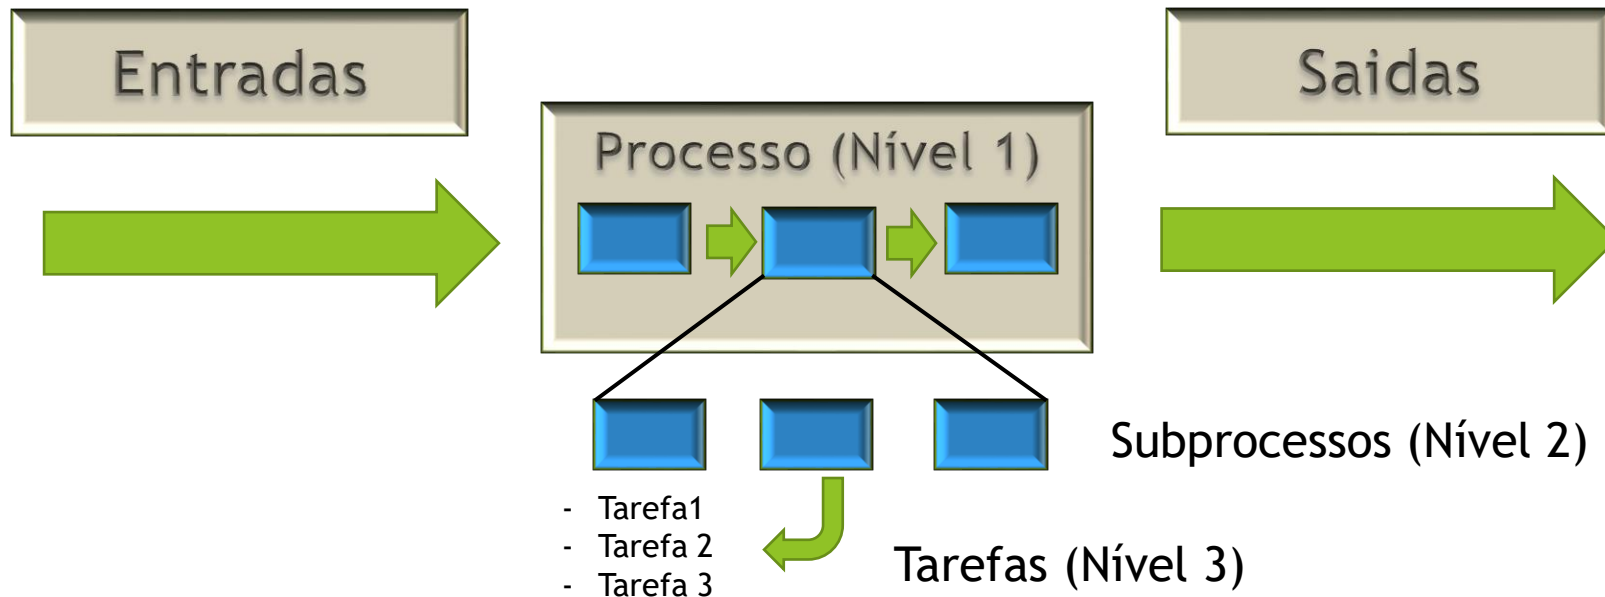 Entradas
Saidas
Processo (Nível 1)
Subprocessos (Nível 2)
- Tarefa1
- Tarefa 2
- Tarefa 3
Tarefas (Nível 3)